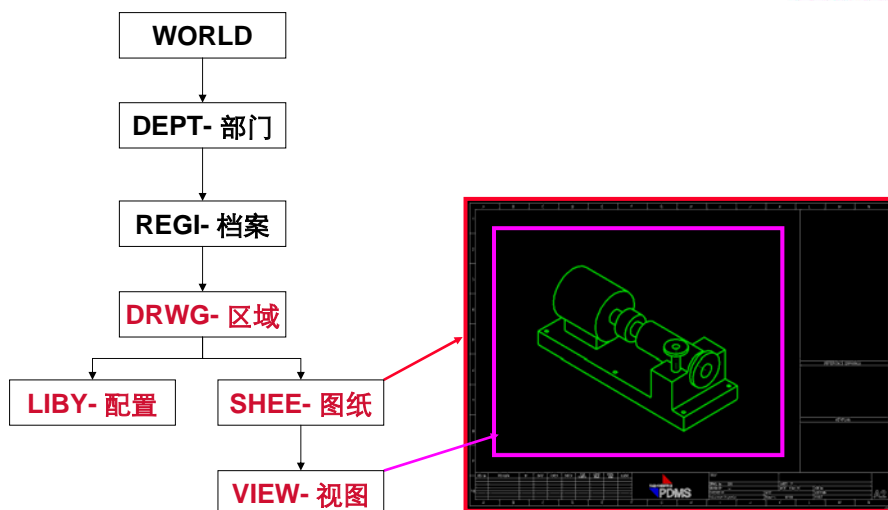 WORLD
DEPT- 部门
REGI- 档案
DRWG- 区域
LIBY- 配置
SHEE- 图纸
VIEW- 视图
PDMS
A3